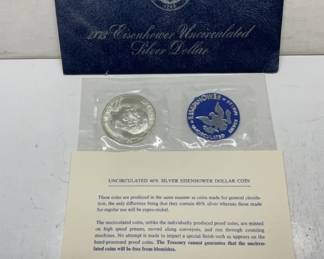 1973 Eisenhower Uncirculated
Silver Dollar
EISENHOWER
UNCIRCULATED 40% SILVER EISENHOWER DOLLAR COIN
These coins are produced in the same manner as coins made for general circula-
tion, the only difference being that they contain 40% silver whereas those made
for regular use will be cupro-nickel.
The uncirculated coins, unlike the individually produced proof coins, are minted
on high speed presses, moved along conveyors, and run through counting
machines. No attempt is made to impart a special finish such as appears on the
hand-processed proof coins. The Treasury cannot guarantee that the uncircu-
lated coins will be free from blemishes.